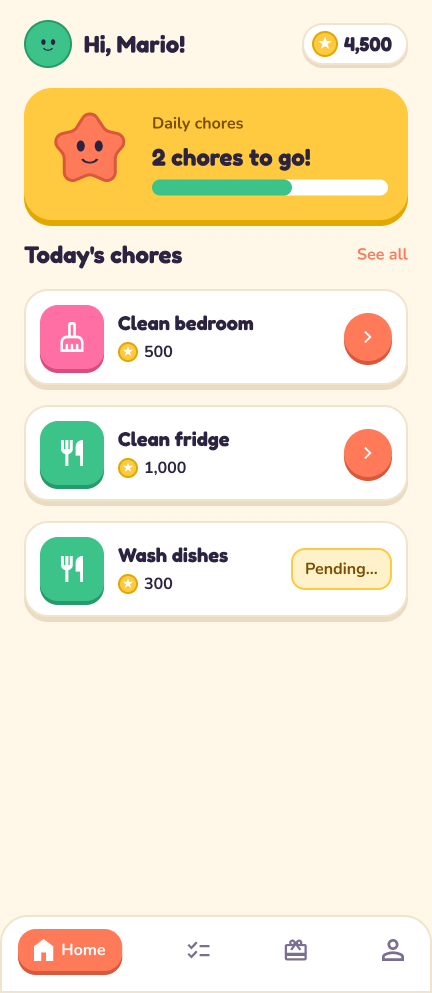 Hi, Mario!
4,500
Daily chores
2 chores to go!
Today's chores
See all
Clean bedroom
500
Clean fridge
1,000
Wash dishes
300
Pending...
Home